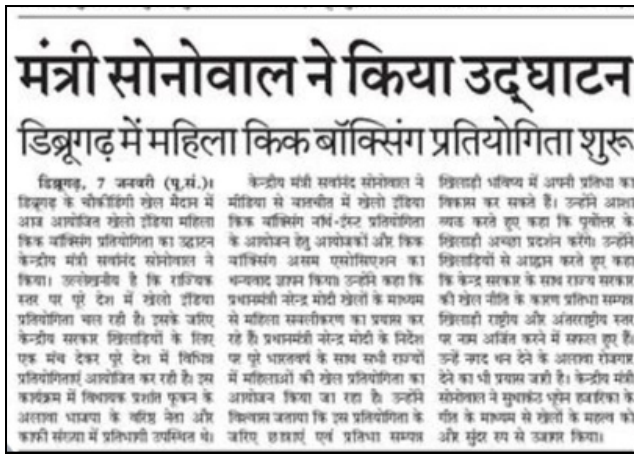 मंत्री सोनोवाल ने किया उद्घाटन
डिब्रूगढ़ में महिला किक बॉक्सिंग प्रतियोगिता शुरू
डिब्रूगढ़, 7 जनवरी (पू.सं.)।
डिब्रूगढ़ के चौकीडिंगी खेल मैदान में
आज आयोजित खेलो इंडिया महिला
किक बॉक्सिंग प्रतियोगिता का उद्घाटन
केन्द्रीय मंत्री सर्वानंद सोनोवाल ने
किया। उल्लेखनीय है कि राज्यिक
स्तर पर पूरे देश में खेलो इंडिया
प्रतियोगिता चल रही है। इसके जरिए
केन्द्रीय सरकार खिलाड़ियों के लिए
एक मंच देकर पूरे देश में विभिन्न
प्रतियोगिताएं आयोजित कर रही है। इस
कार्यक्रम में विधायक प्रशांत फूकन के
अलावा भाजपा के वरिष्ठ नेता और
काफी संख्या में प्रतिभागी उपस्थित थे।
केन्द्रीय मंत्री सर्वानंद सोनोवाल ने
मीडिया से बातचीत में खेलो इंडिया
किक बॉक्सिंग नॉर्थ-ईस्ट प्रतियोगिता
के आयोजन हेतु आयोजकों और किक
बॉक्सिंग असम एसोसिएशन का
धन्यवाद ज्ञापन किया। उन्होंने कहा कि
प्रधानमंत्री नरेन्द्र मोदी खेलों के माध्यम
से महिला सबलीकरण का प्रयास कर
रहे हैं। प्रधानमंत्री नरेन्द्र मोदी के निर्देश
पर पूरे भारतवर्ष के साथ सभी राज्यों
में महिलाओं की खेल प्रतियोगिता का
आयोजन किया जा रहा है। उन्होंने
विश्वास जताया कि इस प्रतियोगिता के
जरिए छात्राएं एवं प्रतिभा सम्पन्न
खिलाड़ी भविष्य में अपनी प्रतिभा का
विकास कर सकते हैं। उन्होंने आशा
व्यक्त करते हुए कहा कि पूर्वोत्तर के
खिलाड़ी अच्छा प्रदर्शन करेंगे। उन्होंने
खिलाड़ियों से आह्वान करते हुए कहा
कि केन्द्र सरकार के साथ राज्य सरकार
की खेल नीति के कारण प्रतिभा सम्पन्न
खिलाड़ी राष्ट्रीय और अंतरराष्ट्रीय स्तर
पर नाम अर्जित करने में सफल हुए हैं।
उन्हें नगद धन देने के अलावा रोजगार
देने का भी प्रयास जारी है। केन्द्रीय मंत्री
सोनोवाल ने सुधाकंठ भूपेन हजारिका के
गीत के माध्यम से खेलों के महत्व को
और सुंदर रूप से उजागर किया।